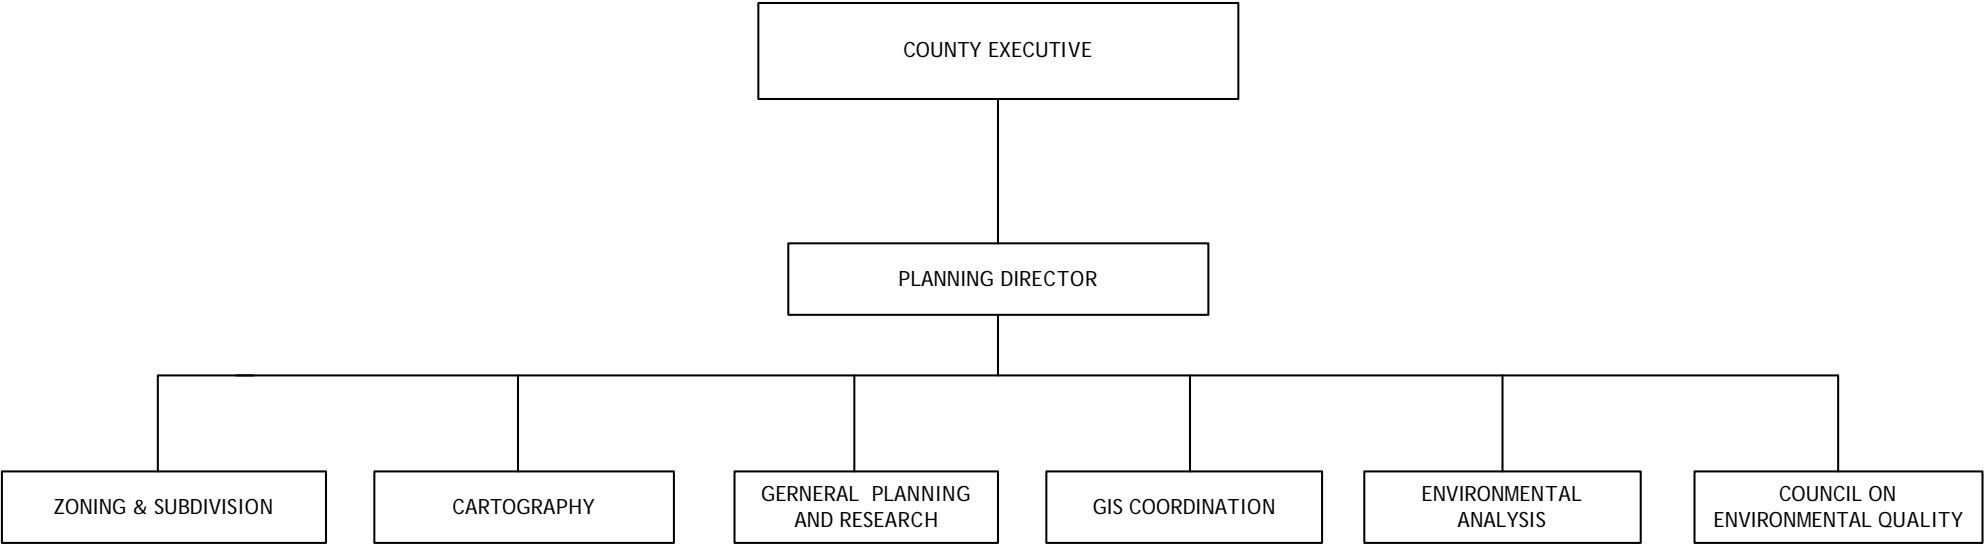 COUNTY EXECUTIVE
PLANNING DIRECTOR
ZONING & SUBDIVISION
CARTOGRAPHY
GERNERAL PLANNING
AND RESEARCH
GIS COORDINATION
ENVIRONMENTAL
ANALYSIS
COUNCIL ON
ENVIRONMENTAL QUALITY